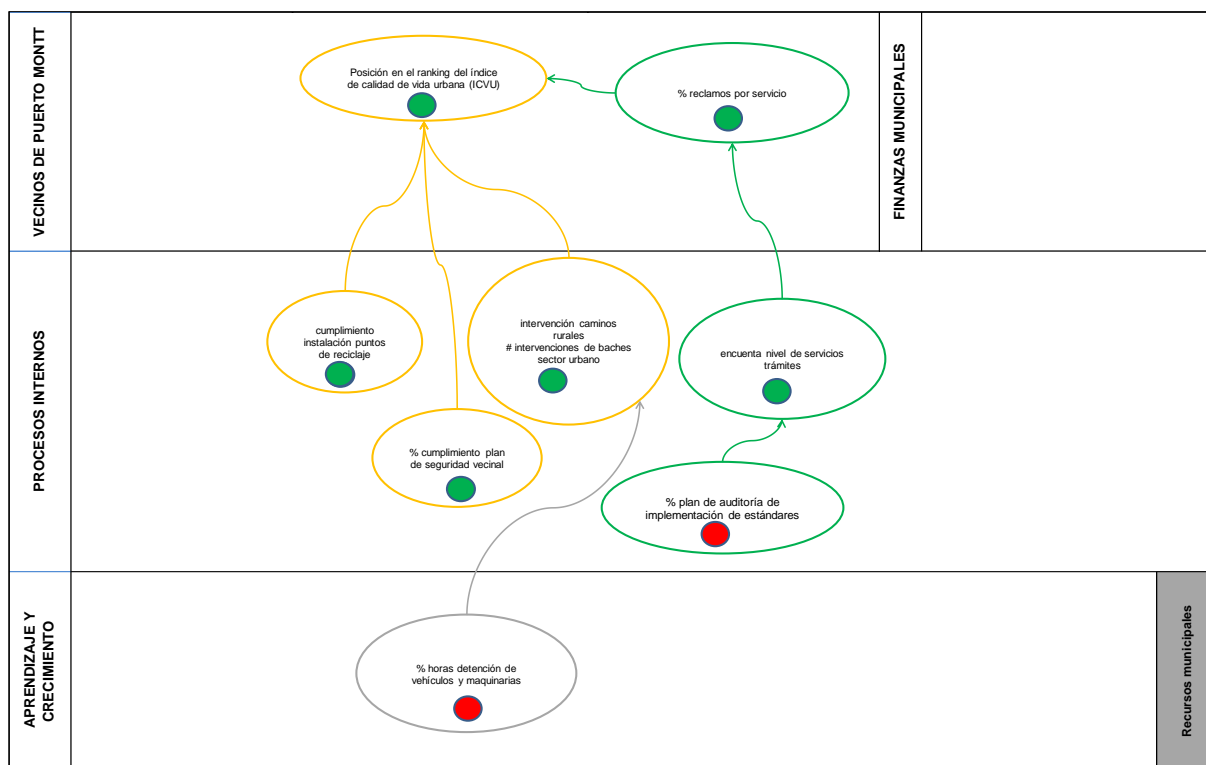 VECINOS DE PUERTO MONTT
Posición en el ranking del índice
de calidad de vida urbana (ICVU)
% reclamos por servicio
FINANZAS MUNICIPALES
PROCESOS INTERNOS
cumplimiento
instalación puntos
de reciclaje
intervención caminos
rurales
# intervenciones de baches
sector urbano
encuenta nivel de servicios
trámites
% cumplimiento plan
de seguridad vecinal
% plan de auditoría de
implementación de estándares
APRENDIZAJE Y
CRECIMIENTO
% horas detención de
vehículos y maquinarias
Recursos municipales